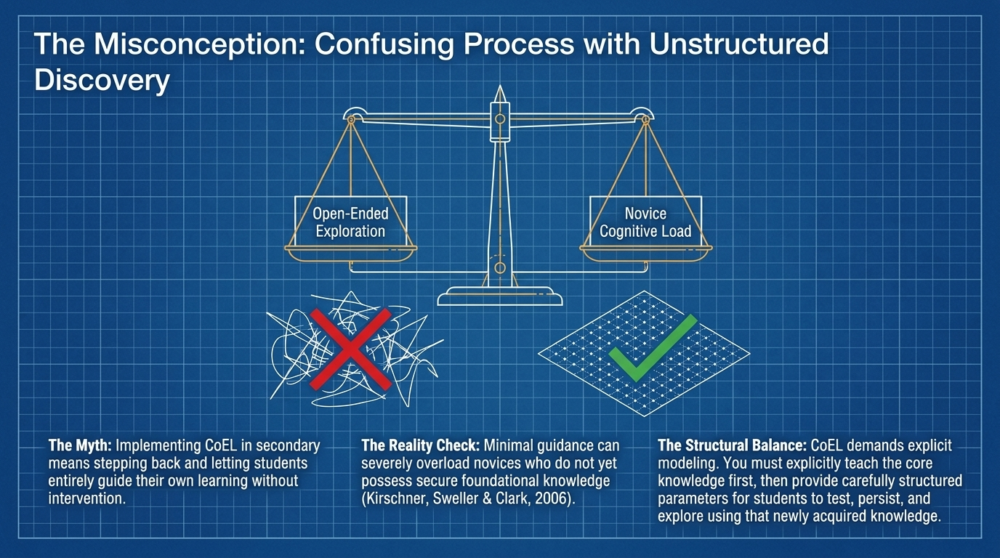 The Misconception: Confusing Process with Unstructured
Discovery
Open-Ended
Exploration
Novice
Cognitive Load
The Myth: Implementing CoEL in secondary
means stepping back and letting students
entirely guide their own learning without
intervention.
The Reality Check: Minimal guidance can
severely overload novices who do not yet
possess secure foundational knowledge
(Kirschner, Sweller & Clark, 2006).
The Structural Balance: CoEL demands explicit
modeling. You must explicitly teach the core
knowledge first, then provide carefully structured
parameters for students to test, persist, and
explore using that newly acquired knowledge.